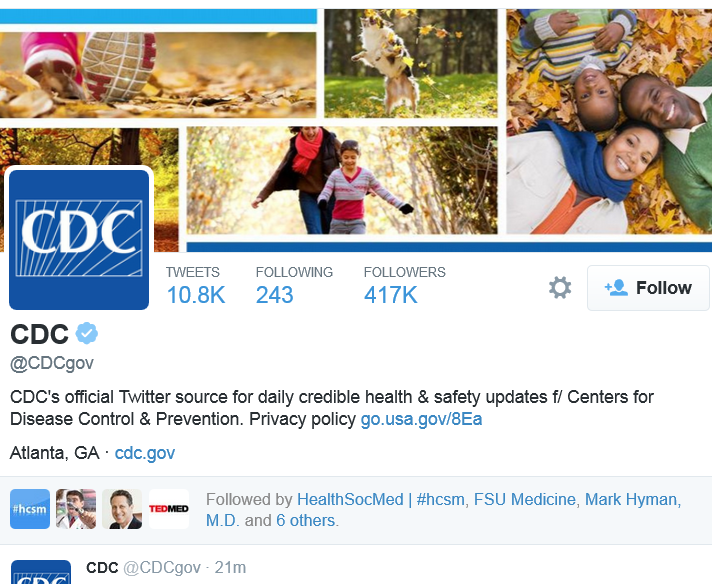 CDC
TWEETS FOLLOWING FOLLOWERS
10.8K 243 417K
Follow
CDC
@CDCgov
CDC's official Twitter source for daily credible health & safety updates f/ Centers for
Disease Control & Prevention. Privacy policy go.usa.gov/8Ea
Atlanta, GA · cdc.gov
#hcsm
TEDMED
Followed by HealthSocMed | #hcsm, FSU Medicine, Mark Hyman,
M.D. and 6 others.
CDC @CDCgov · 21m
CDC